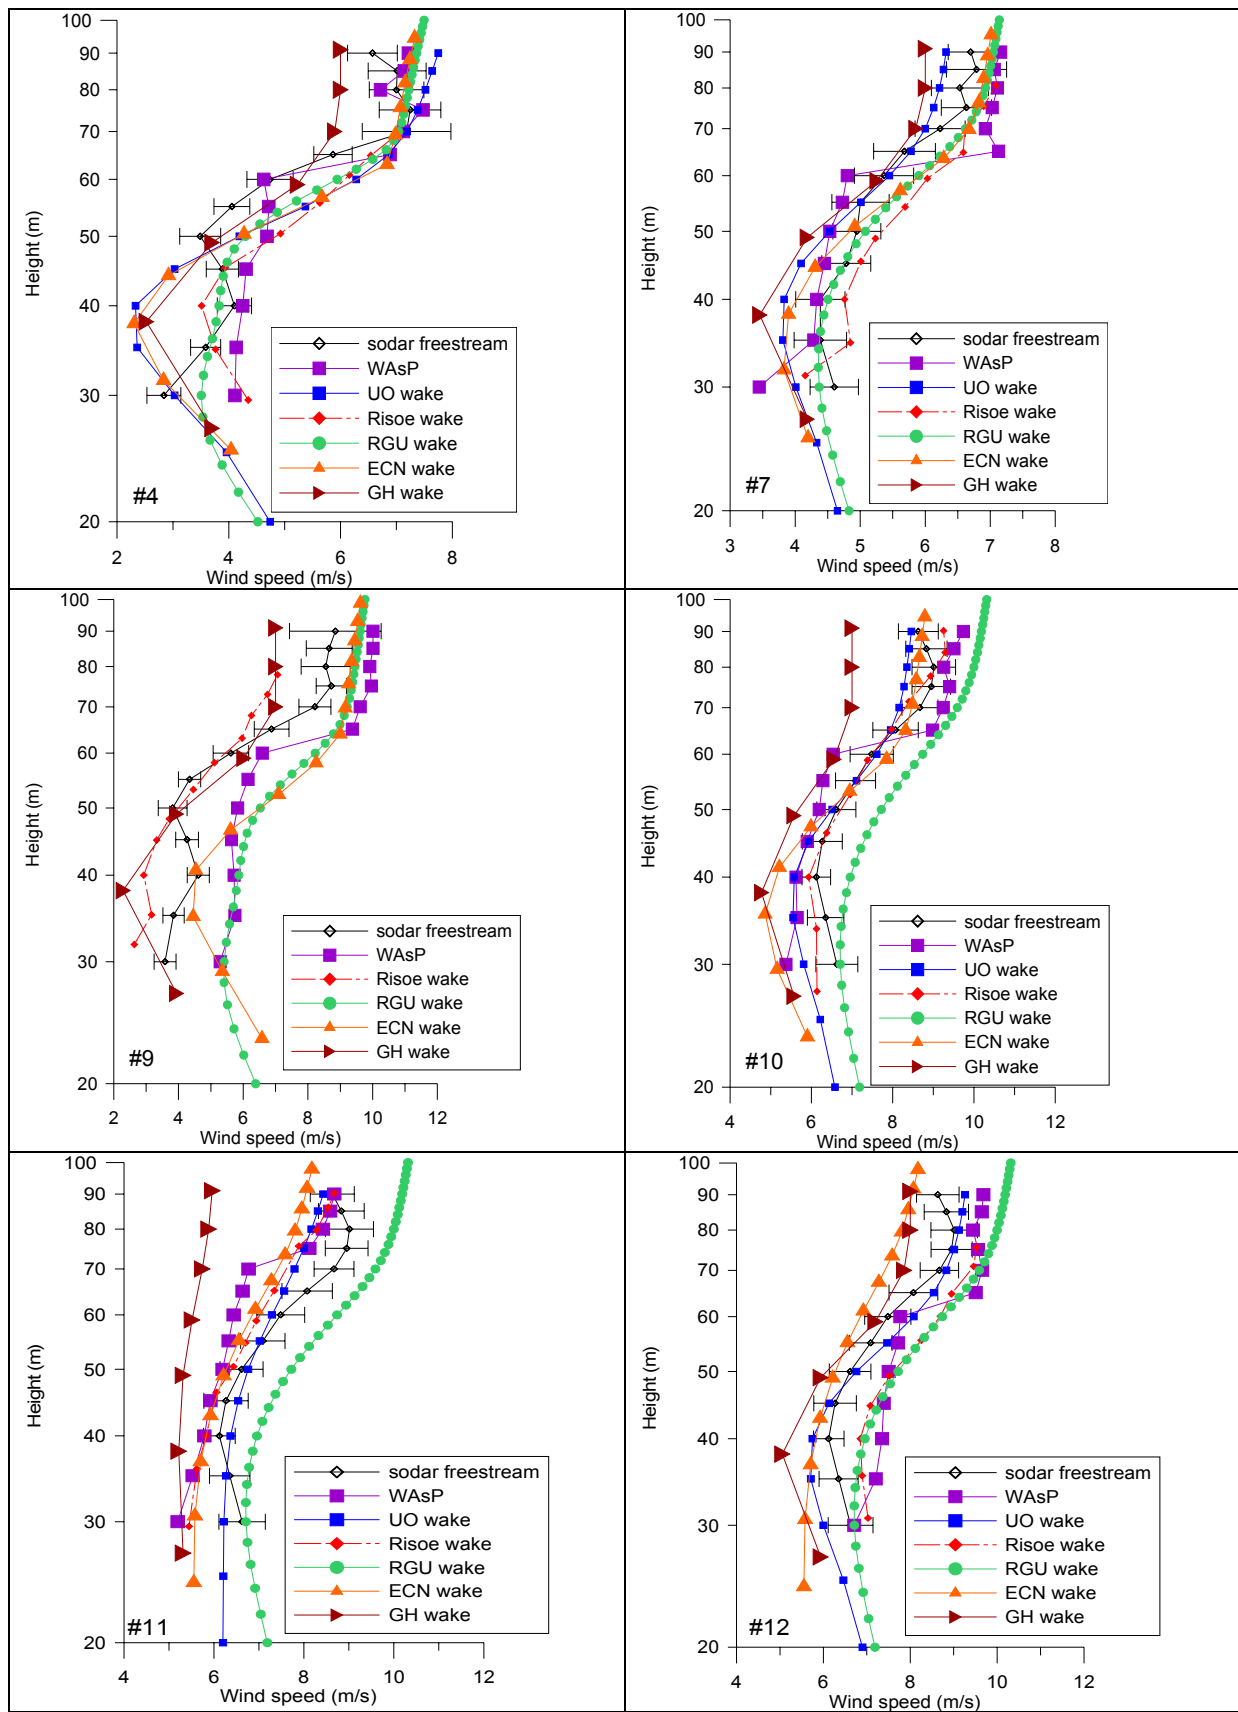 100
90
80
70
60
50
40
30
20
Height (m)
sodar freestream
WAsP
UO wake
Risoe wake
RGU wake
ECN wake
GH wake
#4
2
4
6
8
Wind speed (m/s)
100
90
80
70
60
50
40
30
20
Height (m)
sodar freestream
WAsP
UO wake
Risoe wake
RGU wake
ECN wake
GH wake
#7
3
4
5
6
7
8
Wind speed (m/s)
100
90
80
70
60
50
40
30
20
Height (m)
sodar freestream
WAsP
Risoe wake
RGU wake
ECN wake
GH wake
#9
2
4
6
8
10
12
Wind speed (m/s)
100
90
80
70
60
50
40
30
20
Height (m)
sodar freestream
WAsP
UO wake
Risoe wake
RGU wake
ECN wake
GH wake
#10
4
6
8
10
12
Wind speed (m/s)
100
90
80
70
60
50
40
30
20
Height (m)
sodar freestream
WAsP
UO wake
Risoe wake
RGU wake
ECN wake
GH wake
#11
4
6
8
10
12
Wind speed (m/s)
100
90
80
70
60
50
40
30
20
Height (m)
sodar freestream
WAsP
UO wake
Risoe wake
RGU wake
ECN wake
GH wake
#12
4
6
8
10
12
Wind speed (m/s)